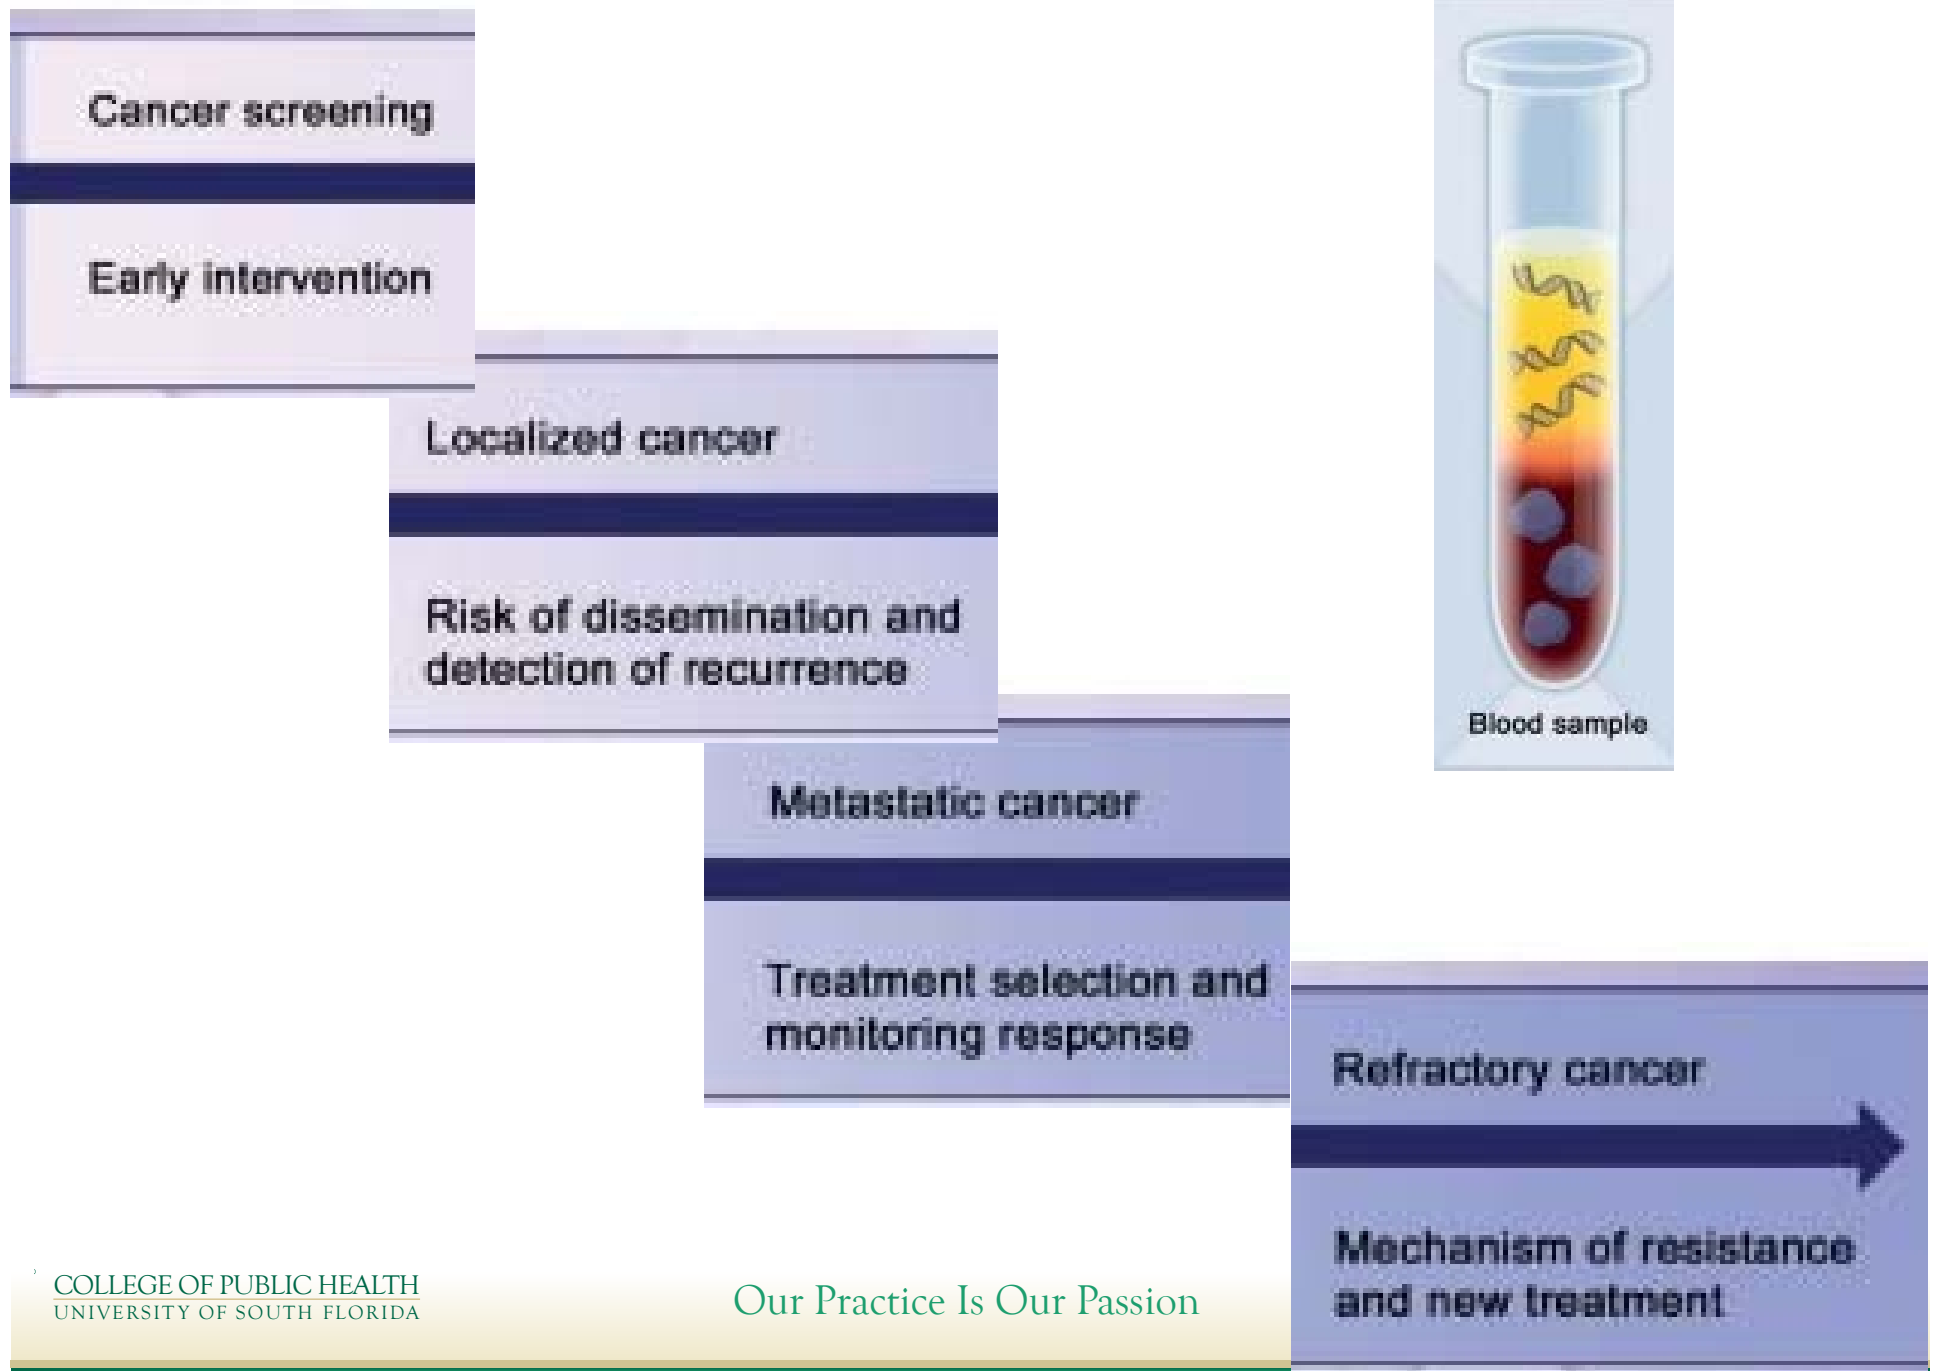 Cancer screening
Early intervention
Localized cancer
Risk of dissemination and
detection of recurrence
Metastatic cancer
Treatment selection and
monitoring response
Refractory cancer
Mechanism of resistance
and new treatment
Blood sample
COLLEGE OF PUBLIC HEALTH
UNIVERSITY OF SOUTH FLORIDA
Our Practice Is Our Passion